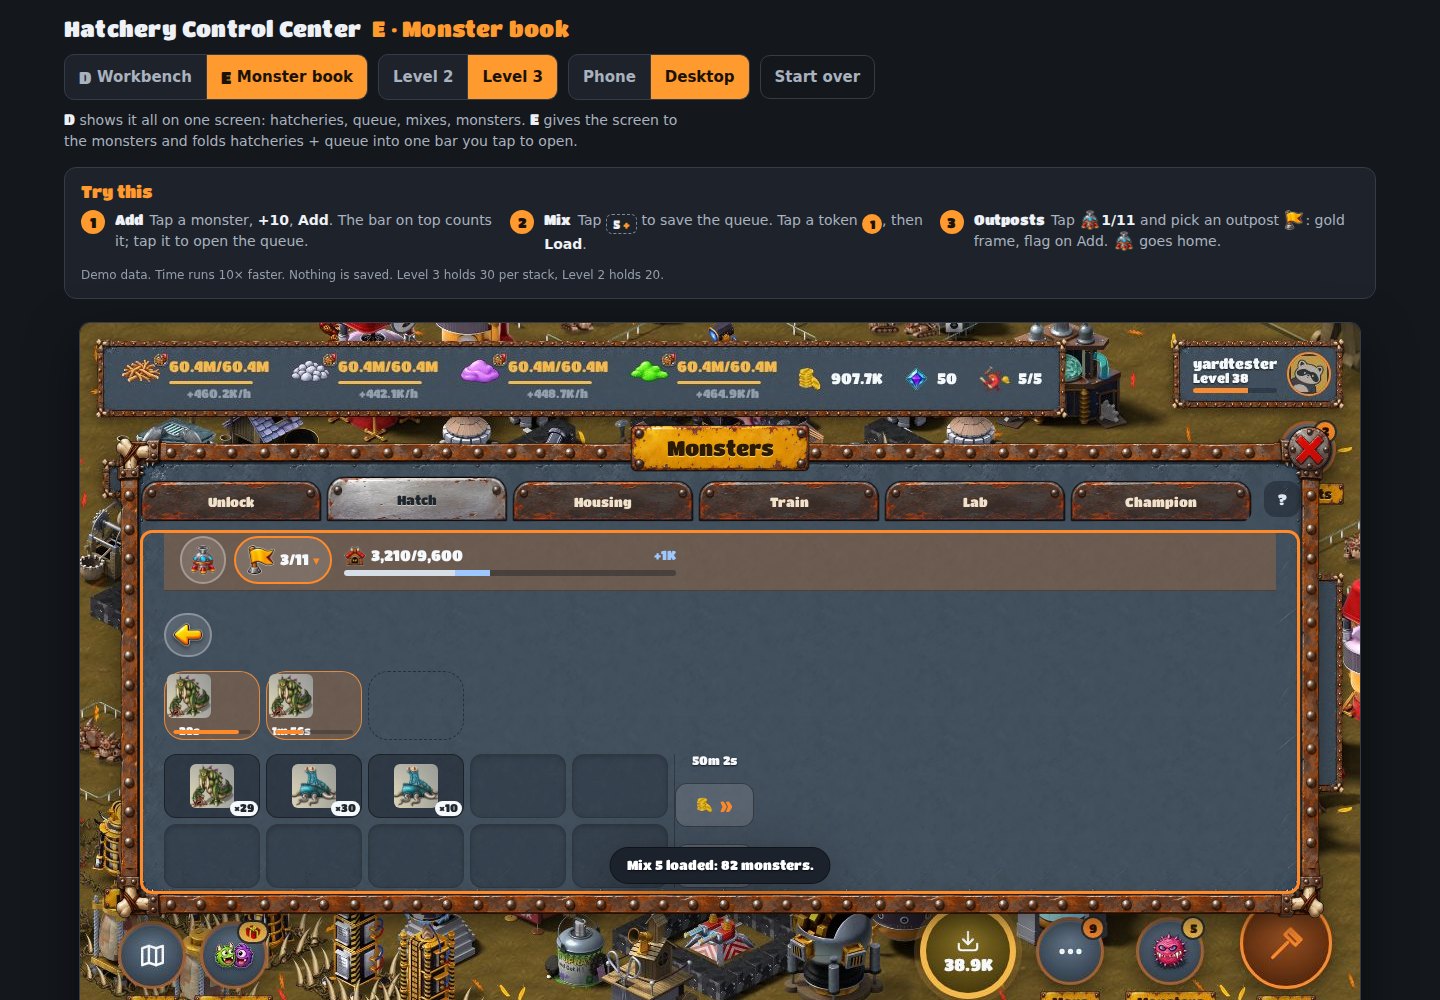 Hatchery Control Center E · Monster book
D Workbench E Monster book Level 2 Level 3 Phone Desktop Start over
D shows it all on one screen: hatcheries, queue, mixes, monsters. E gives the screen to
the monsters and folds hatcheries + queue into one bar you tap to open.
Try this
1 Add Tap a monster, +10, Add. The bar on top counts
it; tap it to open the queue.
2 Mix Tap 5 + to save the queue. Tap a token 1, then
Load.
3 Outposts Tap 1/11 and pick an outpost : gold
frame, flag on Add. goes home.
Demo data. Time runs 10× faster. Nothing is saved. Level 3 holds 30 per stack, Level 2 holds 20.
60.4M/60.4M 60.4M/60.4M 60.4M/60.4M 60.4M/60.4M 907.7K 50 5/5
+460.2K/h +442.1K/h +448.7K/h +464.9K/h
yardtester
Level 38
Monsters
Unlock Hatch Housing Train Lab Champion ?
3/11 3,210/9,600 +1K
1m 56s
50m 2s
×29 ×30 ×10
Mix 5 loaded: 82 monsters.
38.9K
9
5